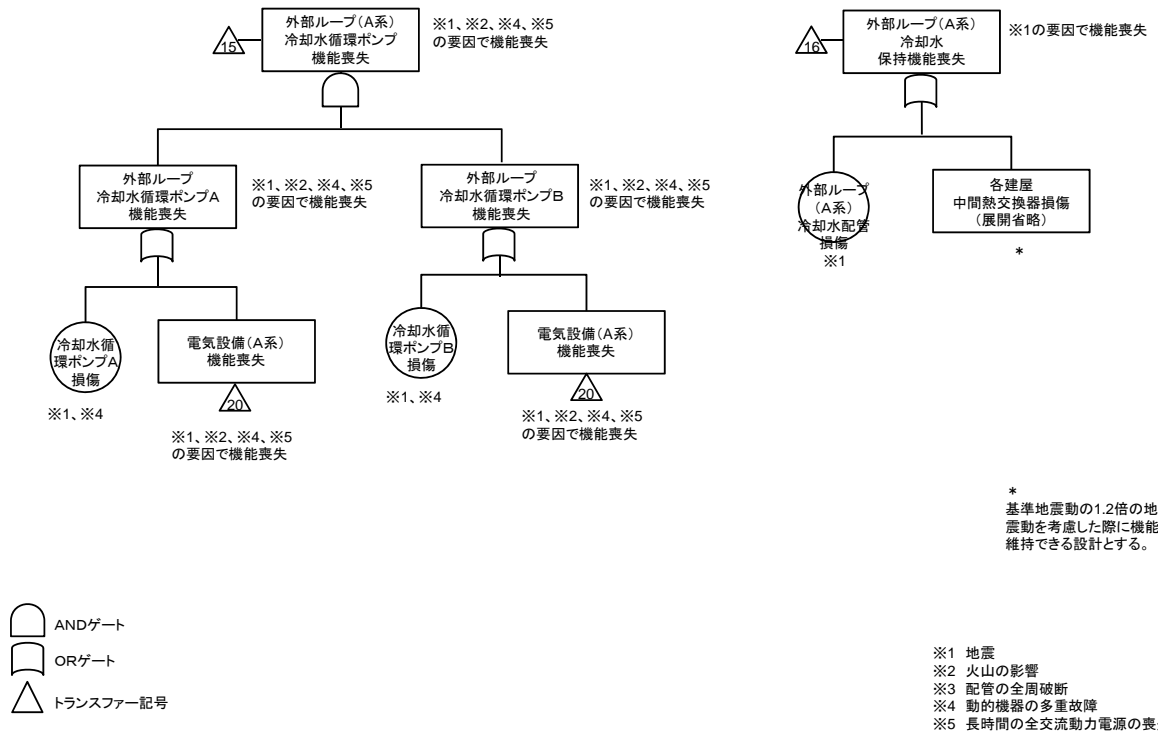 15
外部ループ(A系)
冷却水循環ポンプ
機能喪失
※1、※2、※4、※5
の要因で機能喪失
外部ループ
冷却水循環ポンプA
機能喪失
※1、※2、※4、※5
の要因で機能喪失
外部ループ
冷却水循環ポンプB
機能喪失
※1、※2、※4、※5
の要因で機能喪失
冷却水循
環ポンプA
損傷
※1、※4
電気設備(A系)
機能喪失
20
※1、※2、※4、※5
の要因で機能喪失
冷却水循
環ポンプB
損傷
※1、※4
電気設備(A系)
機能喪失
20
※1、※2、※4、※5
の要因で機能喪失
16
外部ループ(A系)
冷却水
保持機能喪失
※1の要因で機能喪失
外部ループ
(A系)
冷却水配管
損傷
※1
各建屋
中間熱交換器損傷
(展開省略)
*
*
基準地震動の1.2倍の地
震動を考慮した際に機能
維持できる設計とする。
ANDゲート
ORゲート
トランスファー記号
※1 地震
※2 火山の影響
※3 配管の全周破断
※4 動的機器の多重故障
※5 長時間の全交流動力電源の喪